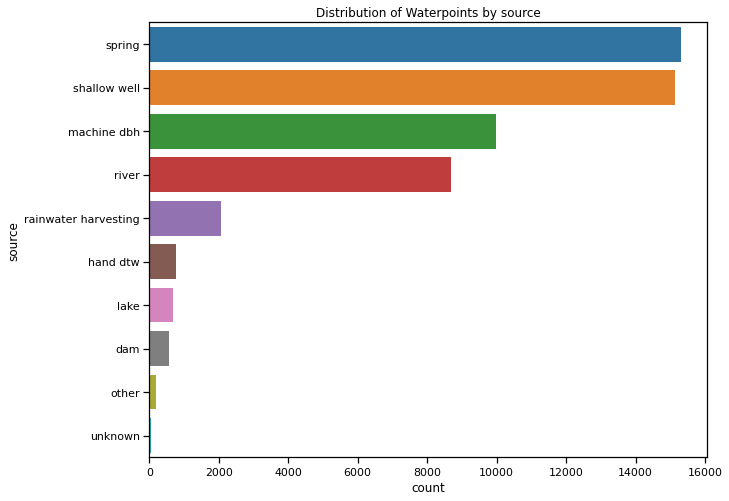 Distribution of Waterpoints by source
source
spring
shallow well
machine dbh
river
rainwater harvesting
hand dtw
lake
dam
other
unknown
0 2000 4000 6000 8000 10000 12000 14000 16000
count